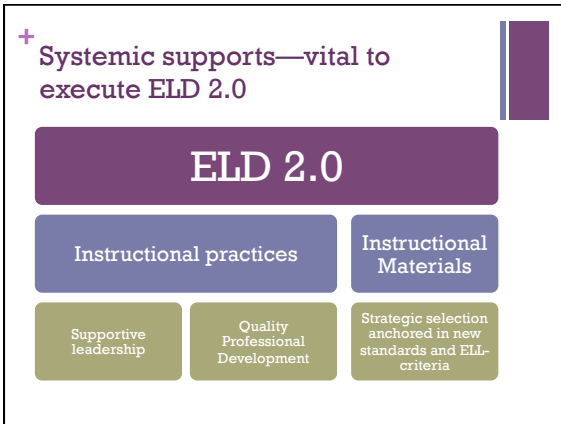 +
Systemic supports—vital to
execute ELD 2.0
ELD 2.0
Instructional practices
Instructional
Materials
Supportive
leadership
Quality
Professional
Development
Strategic selection
anchored in new
standards and ELL-
criteria